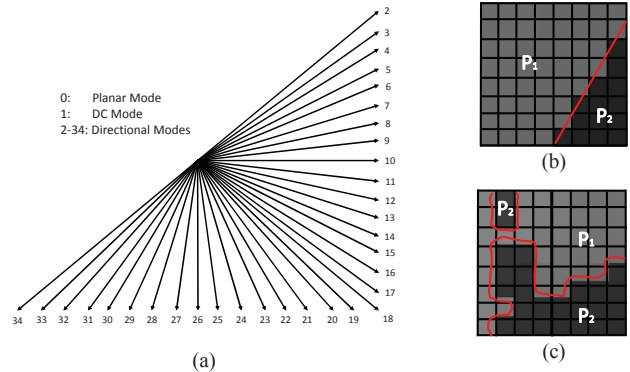 0: Planar Mode
1: DC Mode
2-34: Directional Modes
2
3
4
5
6
7
8
9
10
11
12
13
14
15
16
17
34 33 32 31 30 29 28 27 26 25 24 23 22 21 20 19 18
(a)
P1
P2
(b)
P2
P1
P2
(c)